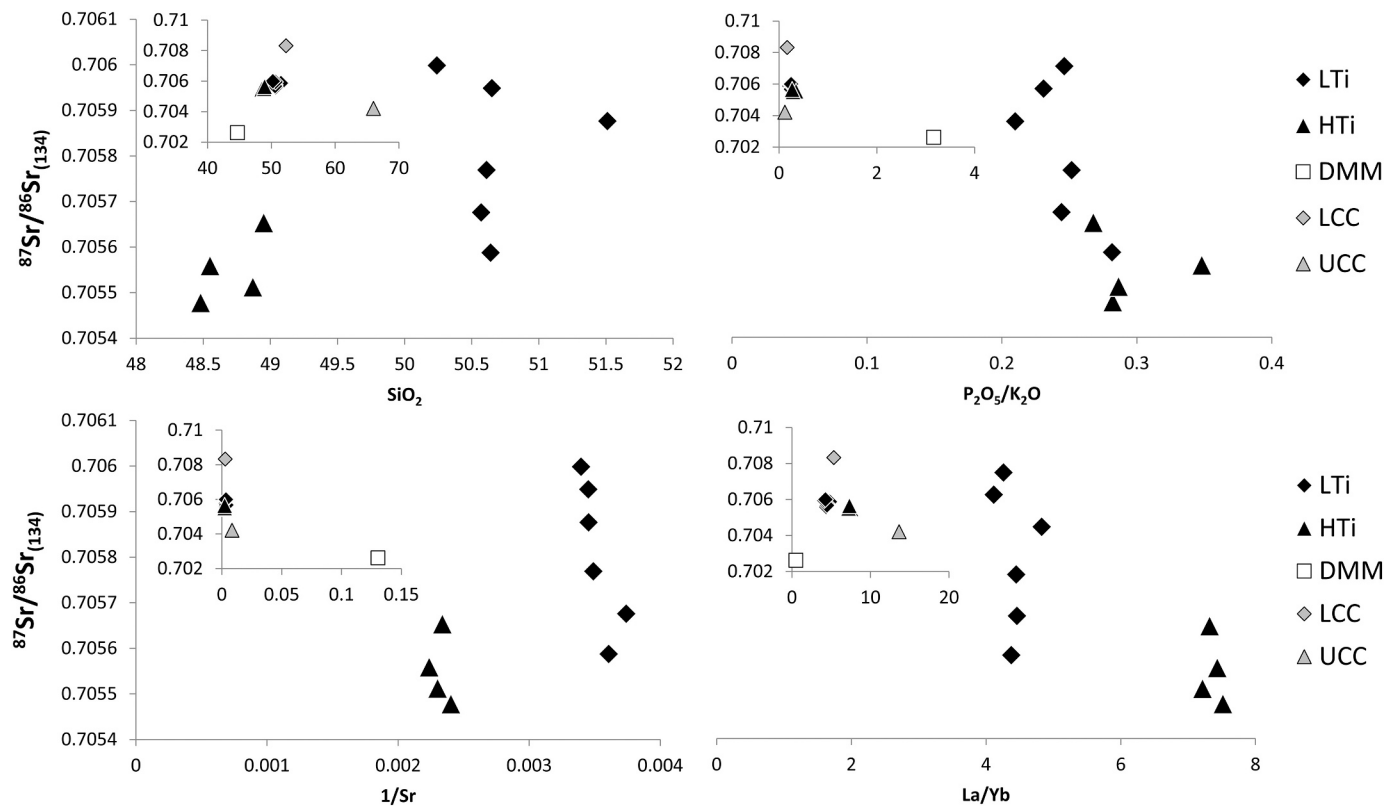 0.7061
0.706
0.7059
0.7058
0.7057
0.7056
0.7055
0.7054
87Sr/86Sr(134)
48 48.5 49 49.5 50 50.5 51 51.5 52
SiO2
0.71
0.708
0.706
0.704
0.702
40 50 60 70
0.71
0.708
0.706
0.704
0.702
0 2 4
0 0.1 0.2 0.3 0.4
P2O5/K2O
LTi
HTi
DMM
LCC
UCC
0.7061
0.706
0.7059
0.7058
0.7057
0.7056
0.7055
0.7054
87Sr/86Sr(134)
0 0.001 0.002 0.003 0.004
1/Sr
0.71
0.708
0.706
0.704
0.702
0 0.05 0.1 0.15
0.71
0.708
0.706
0.704
0.702
0 10 20
0 2 4 6 8
La/Yb
LTi
HTi
DMM
LCC
UCC